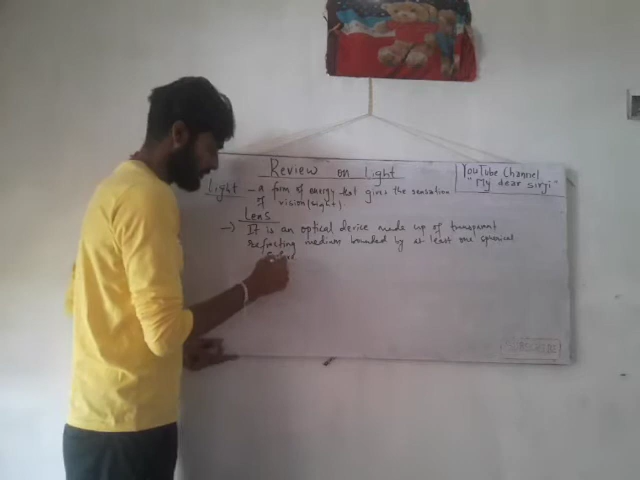 Review on Light
YouTube Channel
"My dear sirji"
Light - a form of energy that gives the sensation
of vision(sight).
Lens
→ It is an optical device made up of transparent
refracting medium bounded by at least one spherical